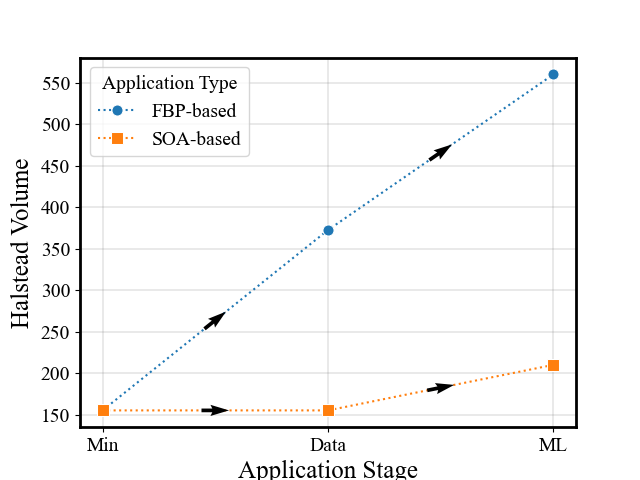 Application Type
FBP-based
SOA-based
Halstead Volume
550
500
450
400
350
300
250
200
150
Min Data ML
Application Stage